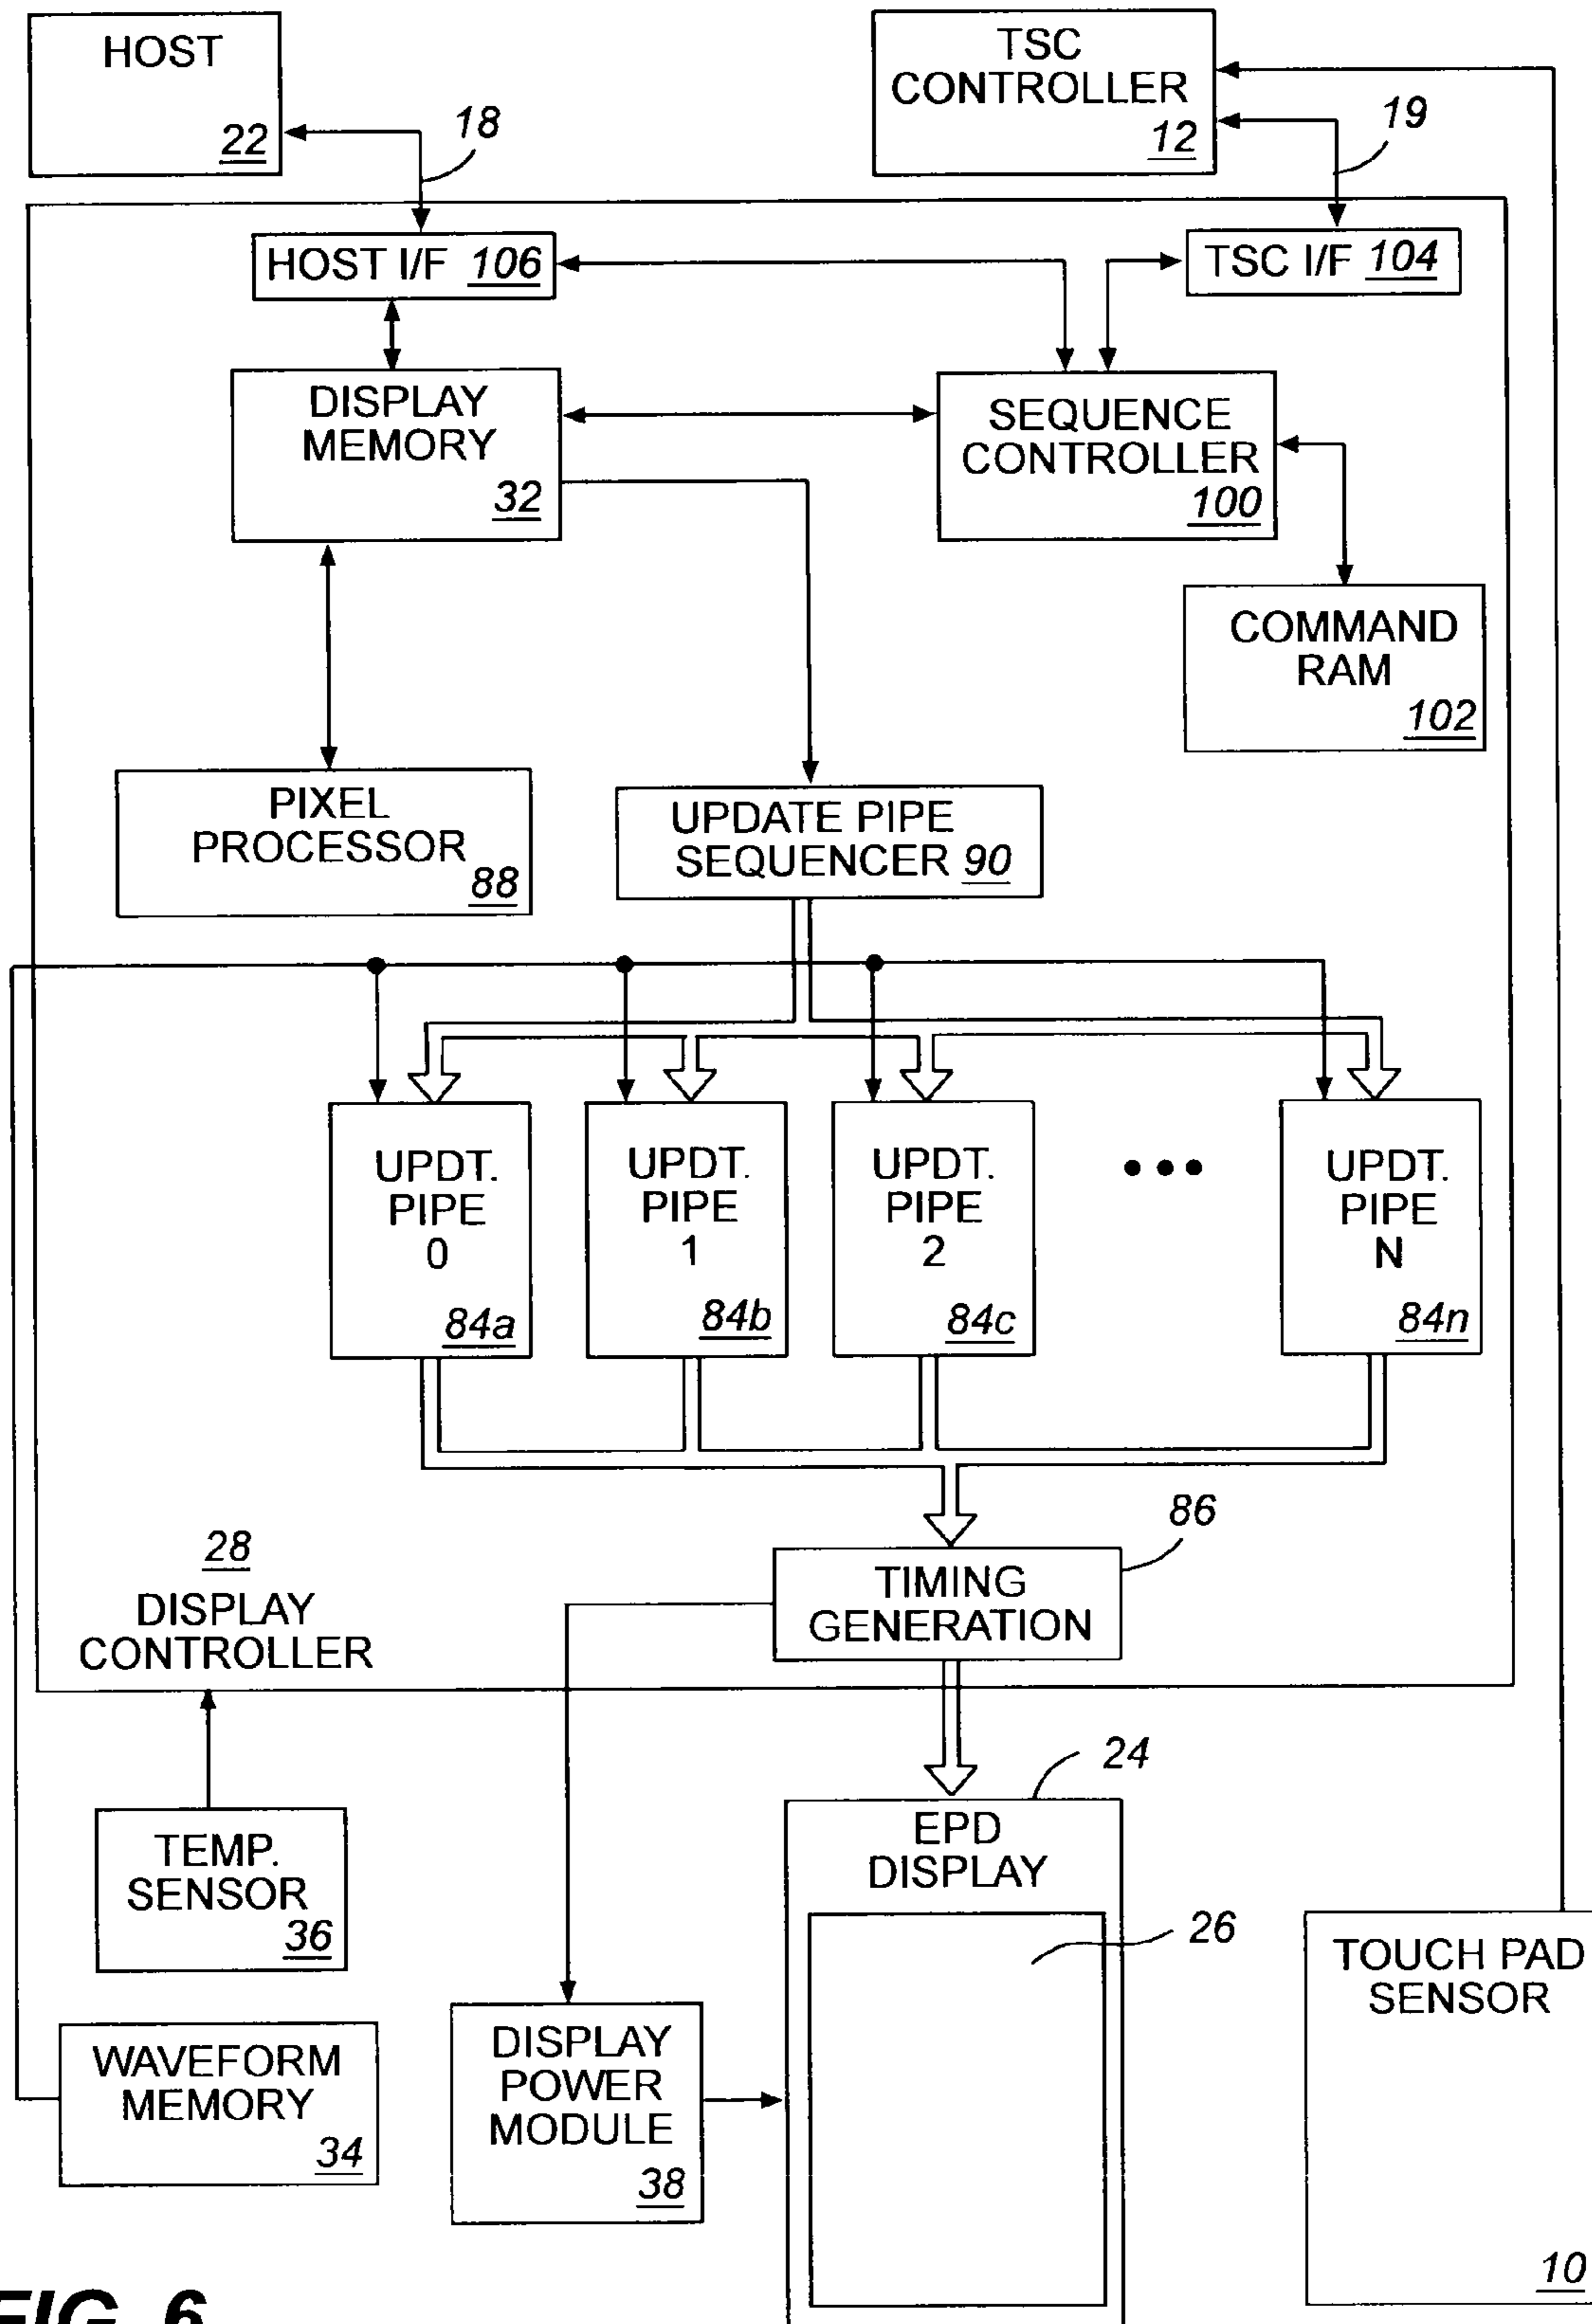 HOST
22
18
TSC
CONTROLLER
12
19
HOST I/F 106
TSC I/F 104
DISPLAY
MEMORY
32
SEQUENCE
CONTROLLER
100
COMMAND
RAM
102
PIXEL
PROCESSOR
88
UPDATE PIPE
SEQUENCER 90
UPDT.
PIPE
0
84a
UPDT.
PIPE
1
84b
UPDT.
PIPE
2
84c
UPDT.
PIPE
N
84n
28
DISPLAY
CONTROLLER
86
TIMING
GENERATION
TEMP.
SENSOR
36
24
EPD
DISPLAY
26
TOUCH PAD
SENSOR
10
WAVEFORM
MEMORY
34
DISPLAY
POWER
MODULE
38
FIG. 6